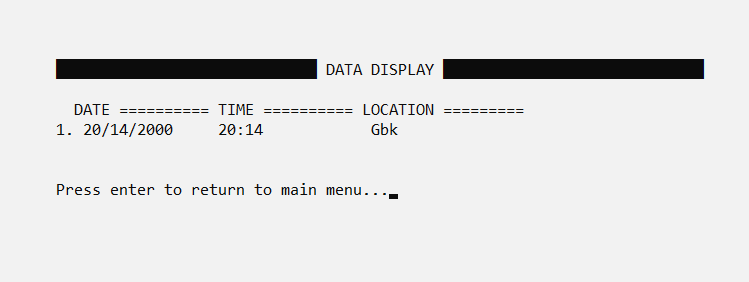 DATA DISPLAY
DATE ========== TIME ========== LOCATION =========
1. 20/14/2000 20:14 Gbk
Press enter to return to main menu...